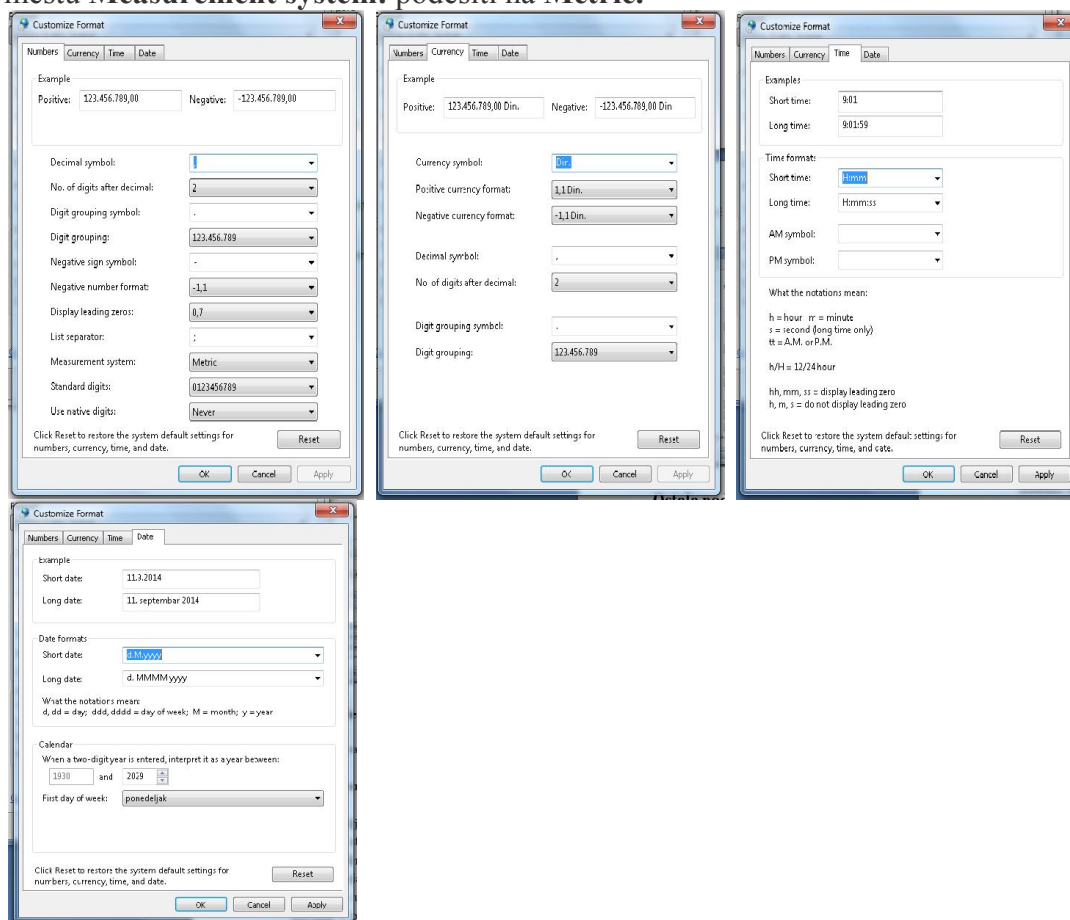 mestu Measurement system: podesiti na Metric.
Customize Format
Numbers Currency Time Date
Example
Positive: 123.456.789,00 Negative: -123.456.789,00
Decimal symbol: ,
No. of digits after decimal: 2
Digit grouping symbol: .
Digit grouping: 123.456.789
Negative sign symbol: -
Negative number format: -1,1
Display leading zeros: 0,7
List separator: ;
Measurement system: Metric
Standard digits: 0123456789
Use native digits: Never
Click Reset to restore the system default settings for
numbers, currency, time, and date.
Reset
OK Cancel Apply
Customize Format
Numbers Currency Time Date
Example
Positive: 123.456.789,00 Din. Negative: -123.456.789,00 Din
Currency symbol: Din.
Positive currency format: 1,1 Din.
Negative currency format: -1,1 Din.
Decimal symbol: ,
No. of digits after decimal: 2
Digit grouping symbol: .
Digit grouping: 123.456.789
Click Reset to restore the system default settings for
numbers, currency, time, and date.
Reset
OK Cancel Apply
Customize Format
Numbers Currency Time Date
Examples
Short time: 9:01
Long time: 9:01:59
Time formats:
Short time: H:mm
Long time: H:mm:ss
AM symbol:
PM symbol:
What the notations mean:
h = hour m = minute
s = second (long time only)
tt = A.M. or P.M.
h/H = 12/24 hour
hh, mm, ss = display leading zero
h, m, s = do not display leading zero
Click Reset to restore the system default settings for
numbers, currency, time, and date.
Reset
OK Cancel Apply
Customize Format
Numbers Currency Time Date
Example
Short date: 11.9.2014
Long date: 11. septembar 2014
Date formats
Short date: d.M.yyyy
Long date: d. MMMM yyyy
What the notations mean:
d, dd = day; ddd, dddd = day of week; M = month; y = year
Calendar
When a two-digit year is entered, interpret it as a year between:
1930 and 2029
First day of week: ponedeljak
Click Reset to restore the system default settings for
numbers, currency, time, and date.
Reset
OK Cancel Apply